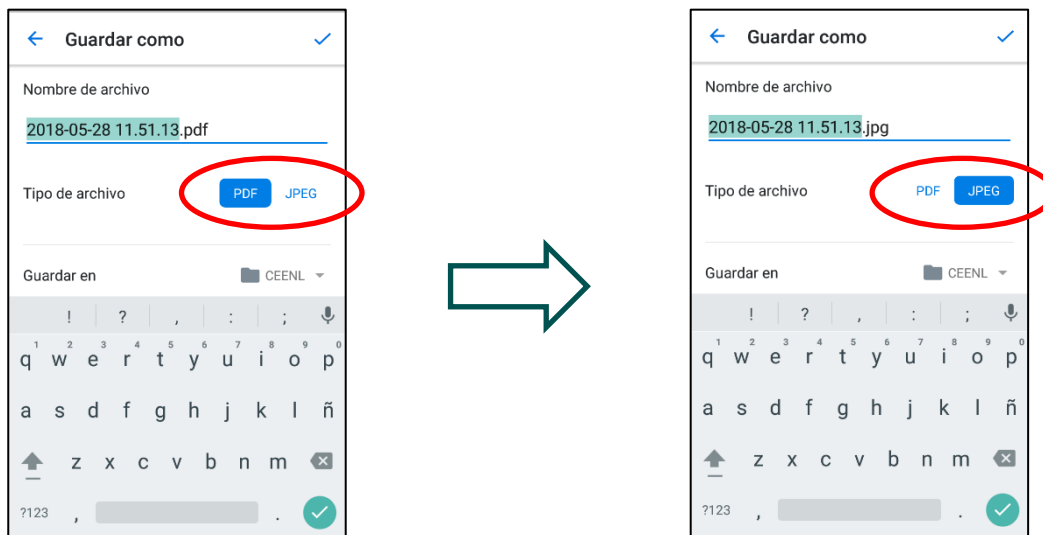 Guardar como
Nombre de archivo
2018-05-28 11.51.13.pdf
Tipo de archivo PDF JPEG
Guardar en CEENL
! ? , : ;
1 2 3 4 5 6 7 8 9 0
q w e r t y u i o p
a s d f g h j k l ñ
z x c v b n m
?123 , .
Guardar como
Nombre de archivo
2018-05-28 11.51.13.jpg
Tipo de archivo PDF JPEG
Guardar en CEENL
! ? , : ;
1 2 3 4 5 6 7 8 9 0
q w e r t y u i o p
a s d f g h j k l ñ
z x c v b n m
?123 , .